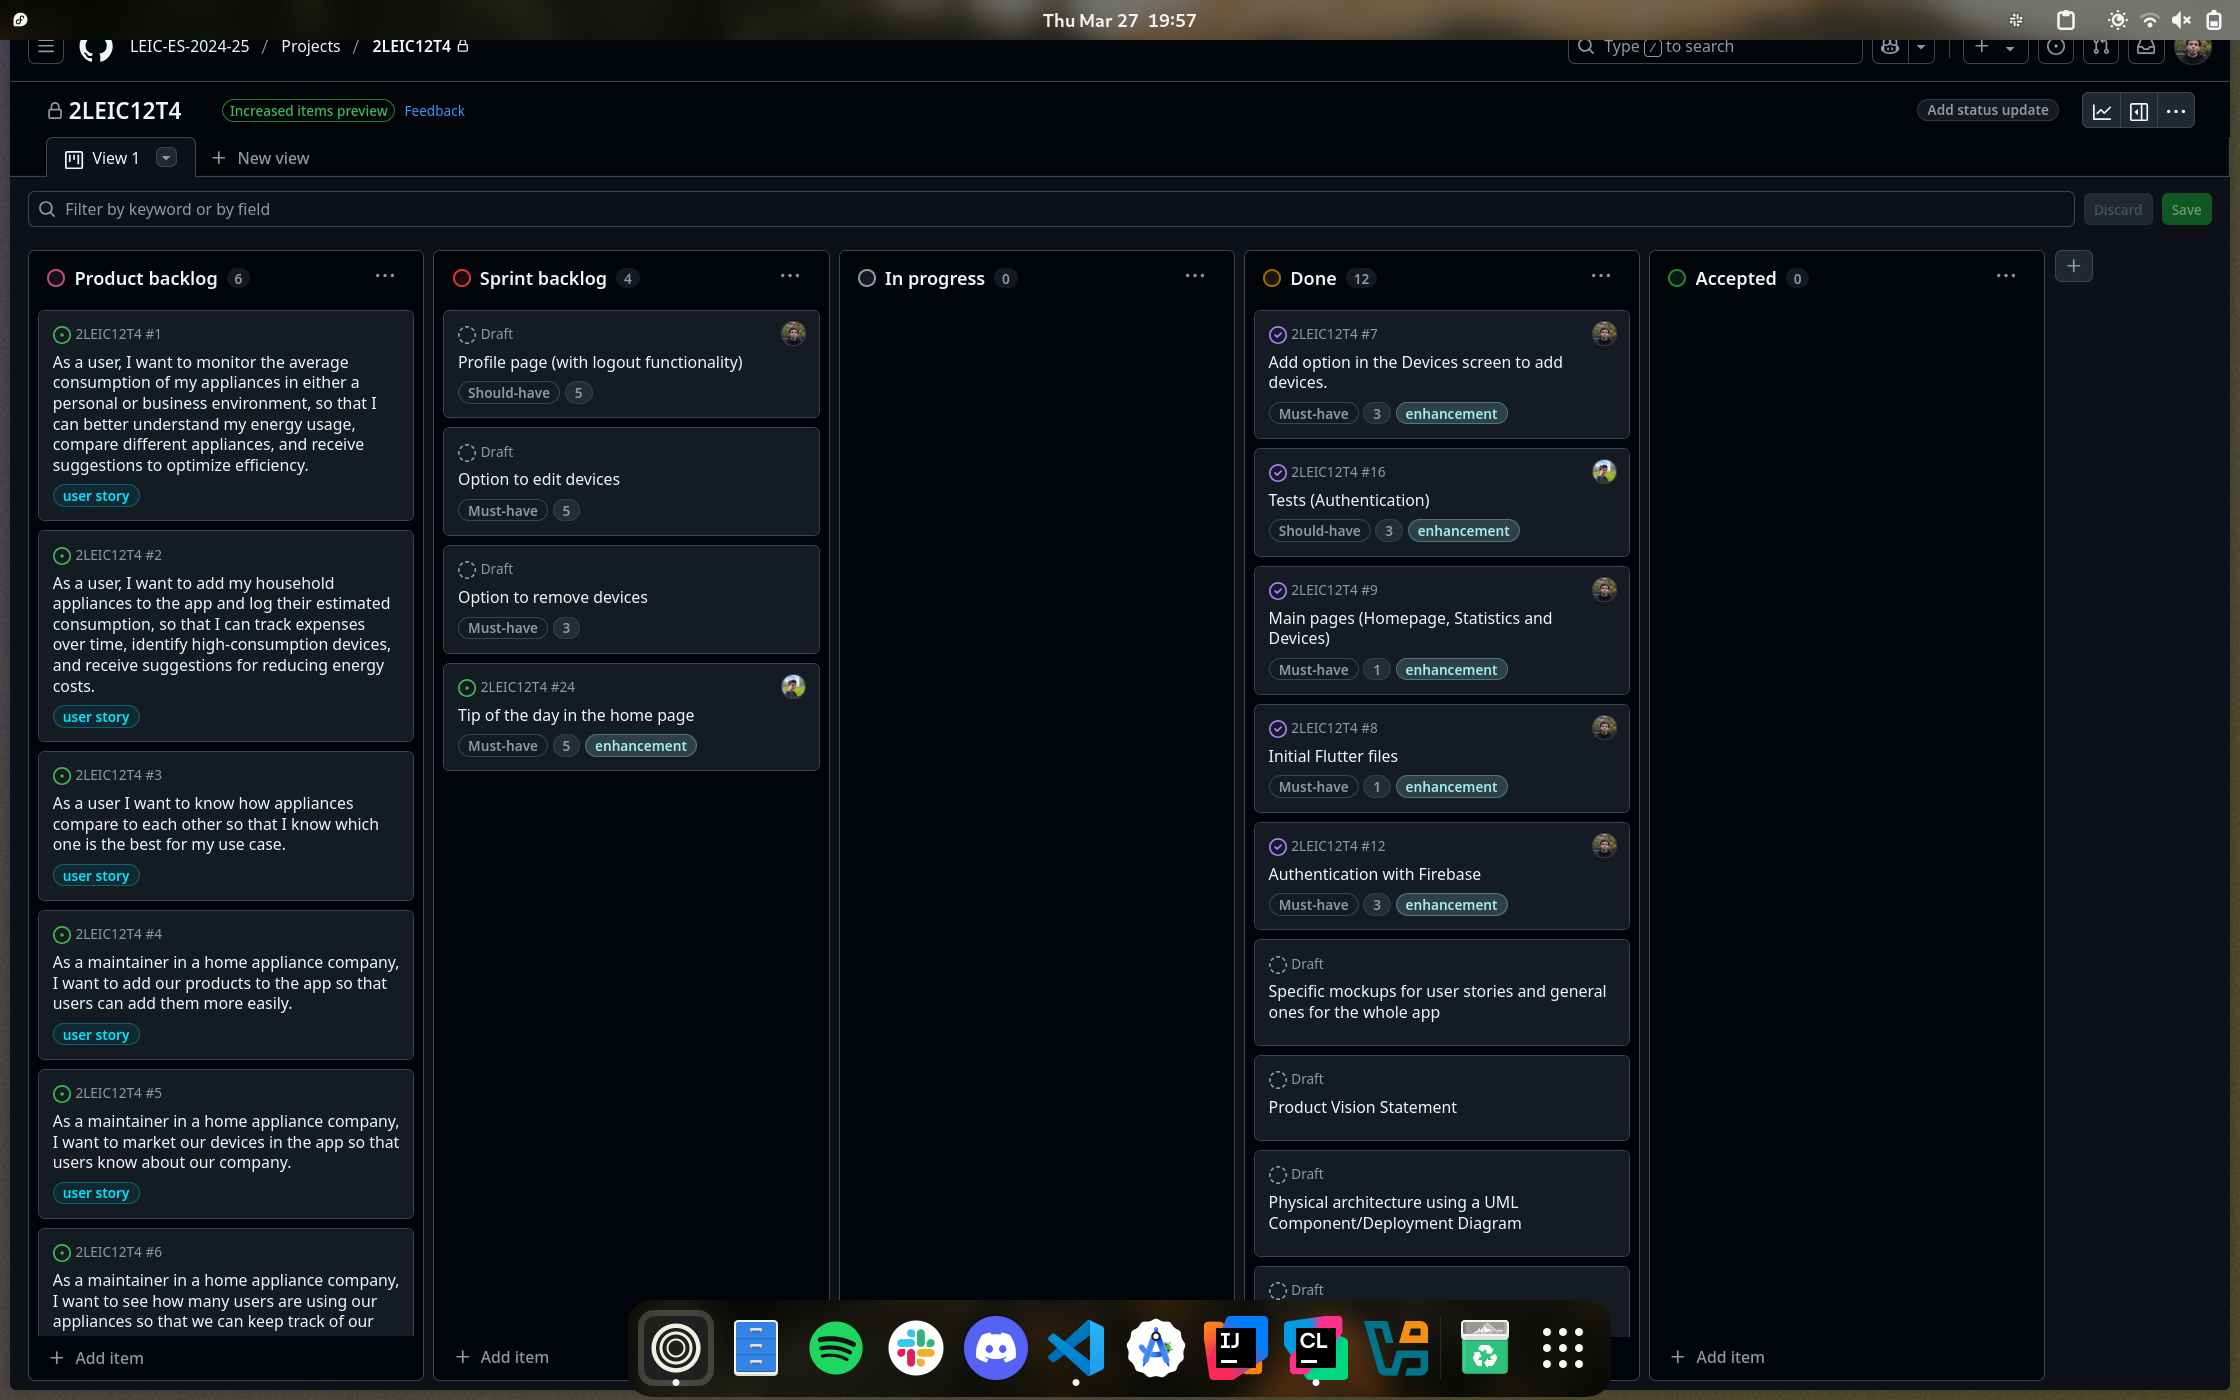 Thu Mar 27 19:57
LEIC-ES-2024-25 / Projects / 2LEIC12T4
Type / to search
2LEIC12T4
Increased items preview
Feedback
Add status update
View 1
New view
Filter by keyword or by field
Discard
Save
Product backlog 6
2LEIC12T4 #1
As a user, I want to monitor the average
consumption of my appliances in either a
personal or business environment, so that I
can better understand my energy usage,
compare different appliances, and receive
suggestions to optimize efficiency.
user story
2LEIC12T4 #2
As a user, I want to add my household
appliances to the app and log their estimated
consumption, so that I can track expenses
over time, identify high-consumption devices,
and receive suggestions for reducing energy
costs.
user story
2LEIC12T4 #3
As a user I want to know how appliances
compare to each other so that I know which
one is the best for my use case.
user story
2LEIC12T4 #4
As a maintainer in a home appliance company,
I want to add our products to the app so that
users can add them more easily.
user story
2LEIC12T4 #5
As a maintainer in a home appliance company,
I want to market our devices in the app so that
users know about our company.
user story
2LEIC12T4 #6
As a maintainer in a home appliance company,
I want to see how many users are using our
appliances so that we can keep track of our
Add item
Sprint backlog 4
Draft
Profile page (with logout functionality)
Should-have 5
Draft
Option to edit devices
Must-have 5
Draft
Option to remove devices
Must-have 3
2LEIC12T4 #24
Tip of the day in the home page
Must-have 5 enhancement
Add item
In progress 0
Done 12
2LEIC12T4 #7
Add option in the Devices screen to add
devices.
Must-have 3 enhancement
2LEIC12T4 #16
Tests (Authentication)
Should-have 3 enhancement
2LEIC12T4 #9
Main pages (Homepage, Statistics and
Devices)
Must-have 1 enhancement
2LEIC12T4 #8
Initial Flutter files
Must-have 1 enhancement
2LEIC12T4 #12
Authentication with Firebase
Must-have 3 enhancement
Draft
Specific mockups for user stories and general
ones for the whole app
Draft
Product Vision Statement
Draft
Physical architecture using a UML
Component/Deployment Diagram
Draft
Accepted 0
Add item
IJ
CL